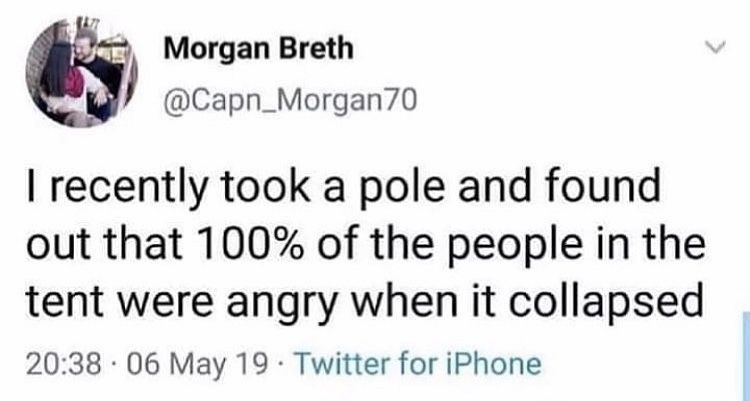 Morgan Breth
@Capn_Morgan70
I recently took a pole and found
out that 100% of the people in the
tent were angry when it collapsed
20:38 · 06 May 19 · Twitter for iPhone